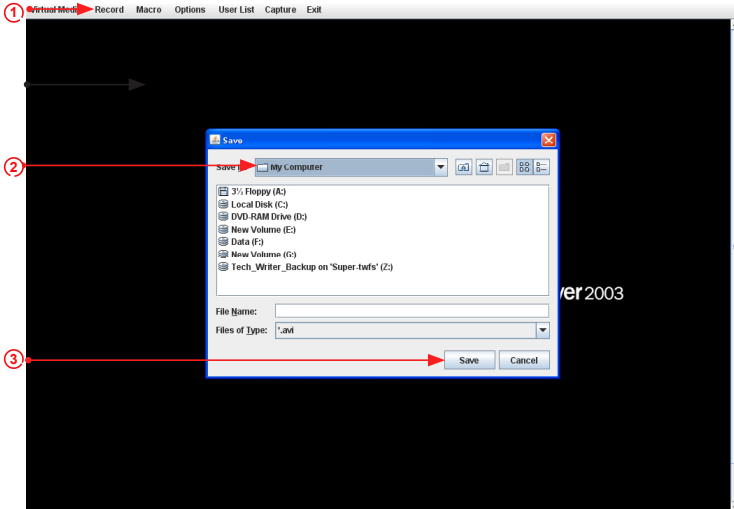 1 Virtual Media Record Macro Options User List Capture Exit
Save
2 Save In: My Computer
3½ Floppy (A:)
Local Disk (C:)
DVD-RAM Drive (D:)
New Volume (E:)
Data (F:)
New Volume (G:)
Tech_Writer_Backup on 'Super-twfs' (Z:)
ver 2003
File Name:
Files of Type: *.avi
3 Save Cancel